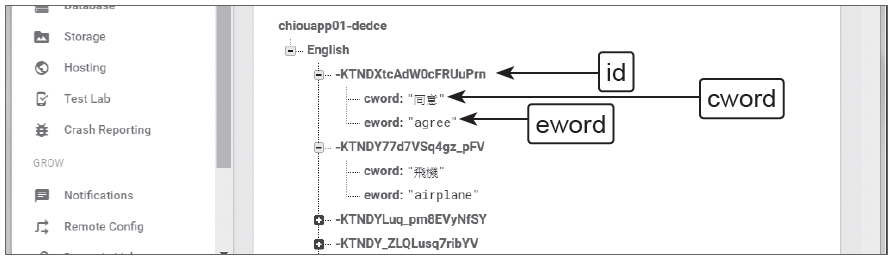 Database
Storage
Hosting
Test Lab
Crash Reporting
GROW
Notifications
Remote Config
chiouapp01-dedce
English
-KTNDXtcAdW0cFRUuPrn
id
cword: "同意"
cword
eword: "agree"
eword
-KTNDY77d7VSq4gz_pFV
cword: "飛機"
eword: "airplane"
-KTNDYLuq_pm8EVyNfSY
-KTNDY_ZLQLusq7ribYV